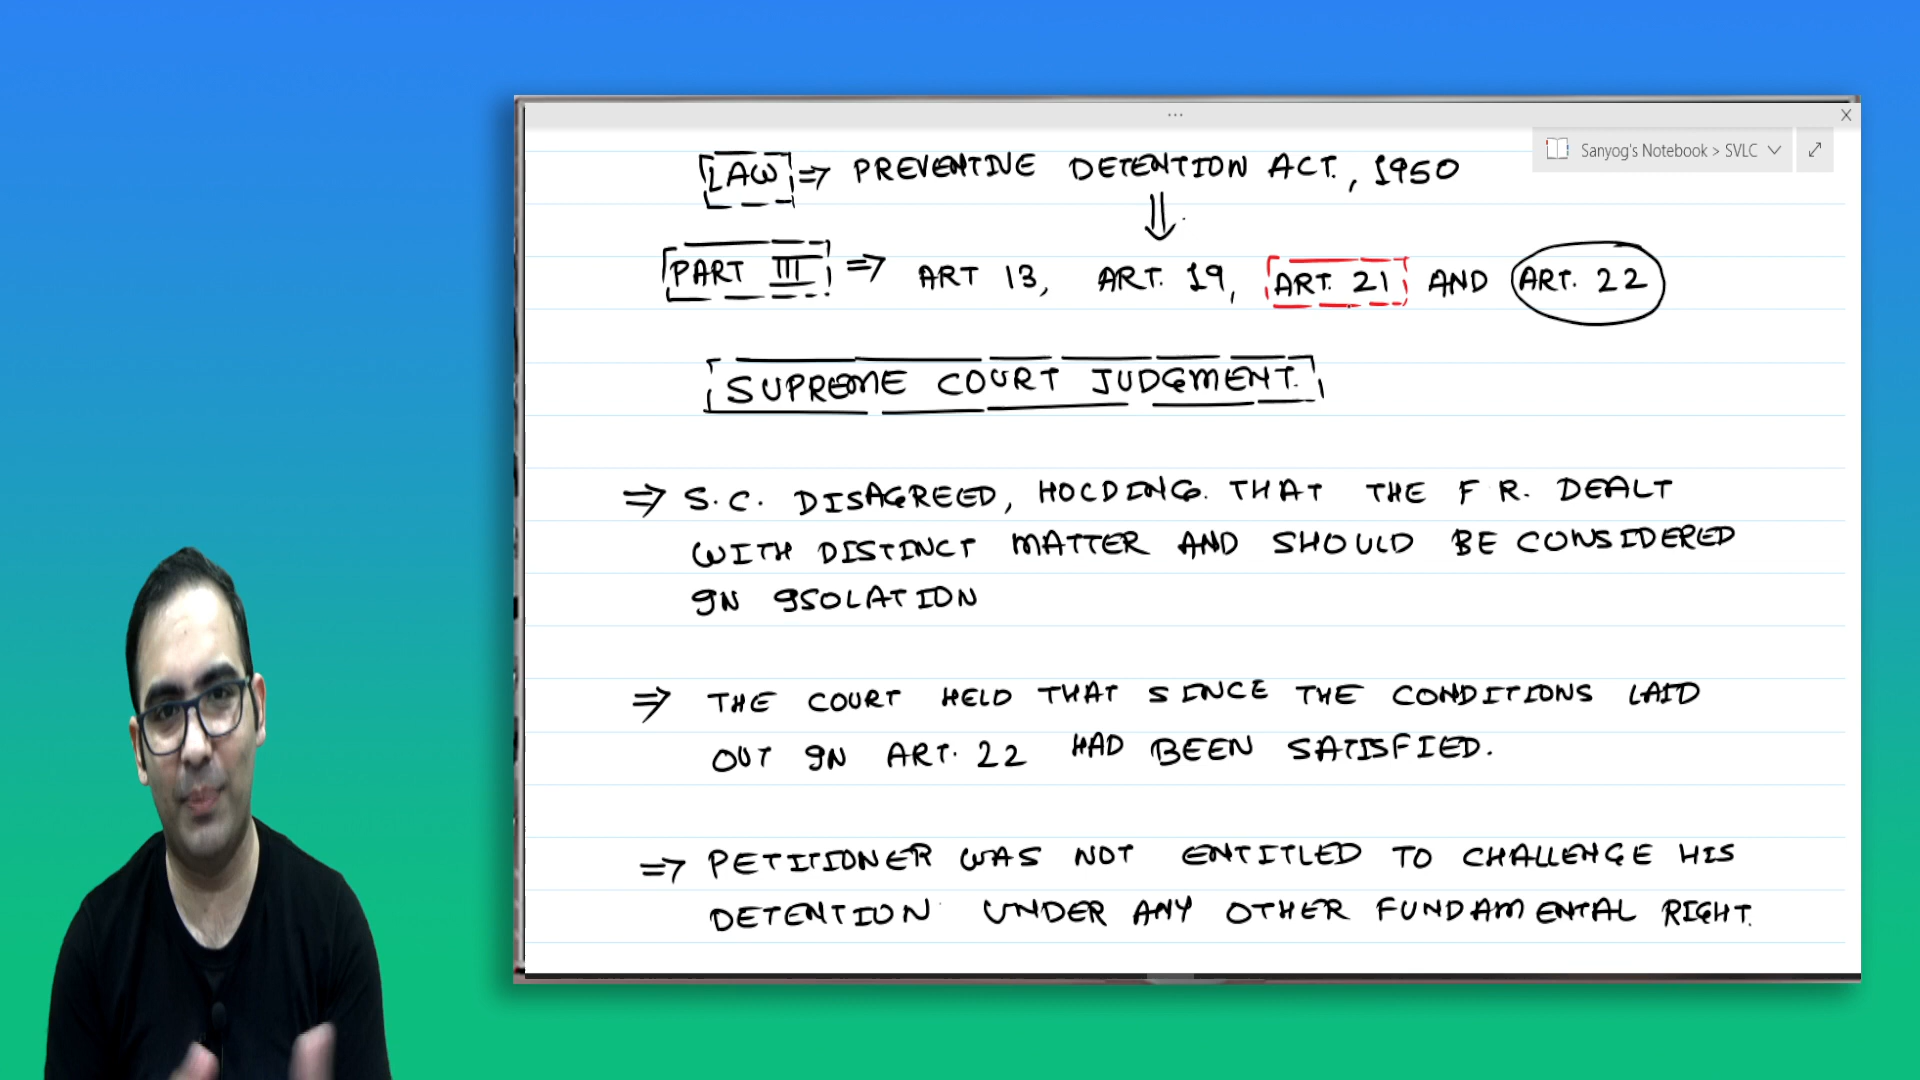 ...
Sanyog's Notebook > SVLC
LAW => PREVENTIVE DETENTION ACT., 1950
PART III => ART 13, ART. 19, ART. 21 AND ART. 22
SUPREME COURT JUDGMENT.
=> S.C. DISAGREED, HOLDING. THAT THE F R. DEALT
WITH DISTINCT MATTER AND SHOULD BE CONSIDERED
IN ISOLATION
=> THE COURT HELD THAT SINCE THE CONDITIONS LAID
OUT IN ART. 22 HAD BEEN SATISFIED.
=> PETITIONER WAS NOT ENTITLED TO CHALLENGE HIS
DETENTION UNDER ANY OTHER FUNDAMENTAL RIGHT.